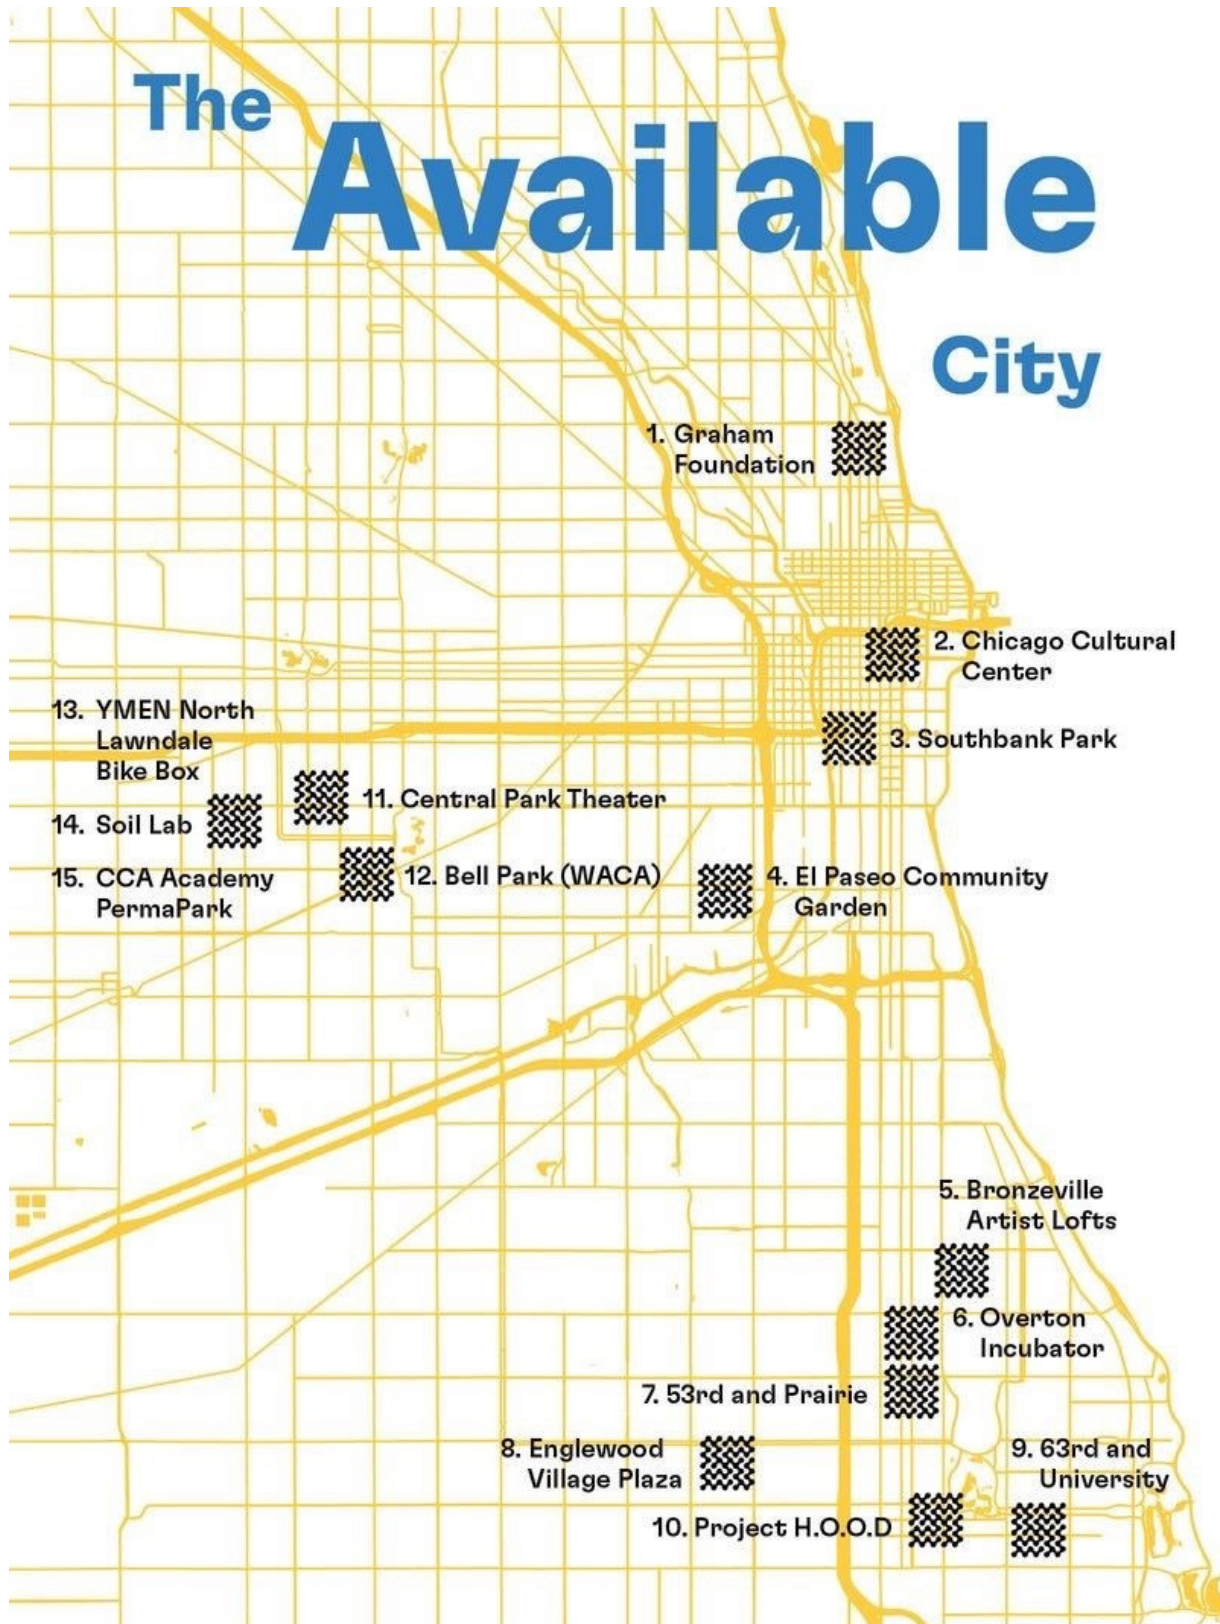 The
Available
City
1. Graham
Foundation
2. Chicago Cultural
Center
3. Southbank Park
13. YMEN North
Lawndale
Bike Box
11. Central Park Theater
14. Soil Lab
12. Bell Park (WACA)
4. El Paseo Community
Garden
15. CCA Academy
PermaPark
5. Bronzeville
Artist Lofts
6. Overton
Incubator
7. 53rd and Prairie
8. Englewood
Village Plaza
9. 63rd and
University
10. Project H.O.O.D